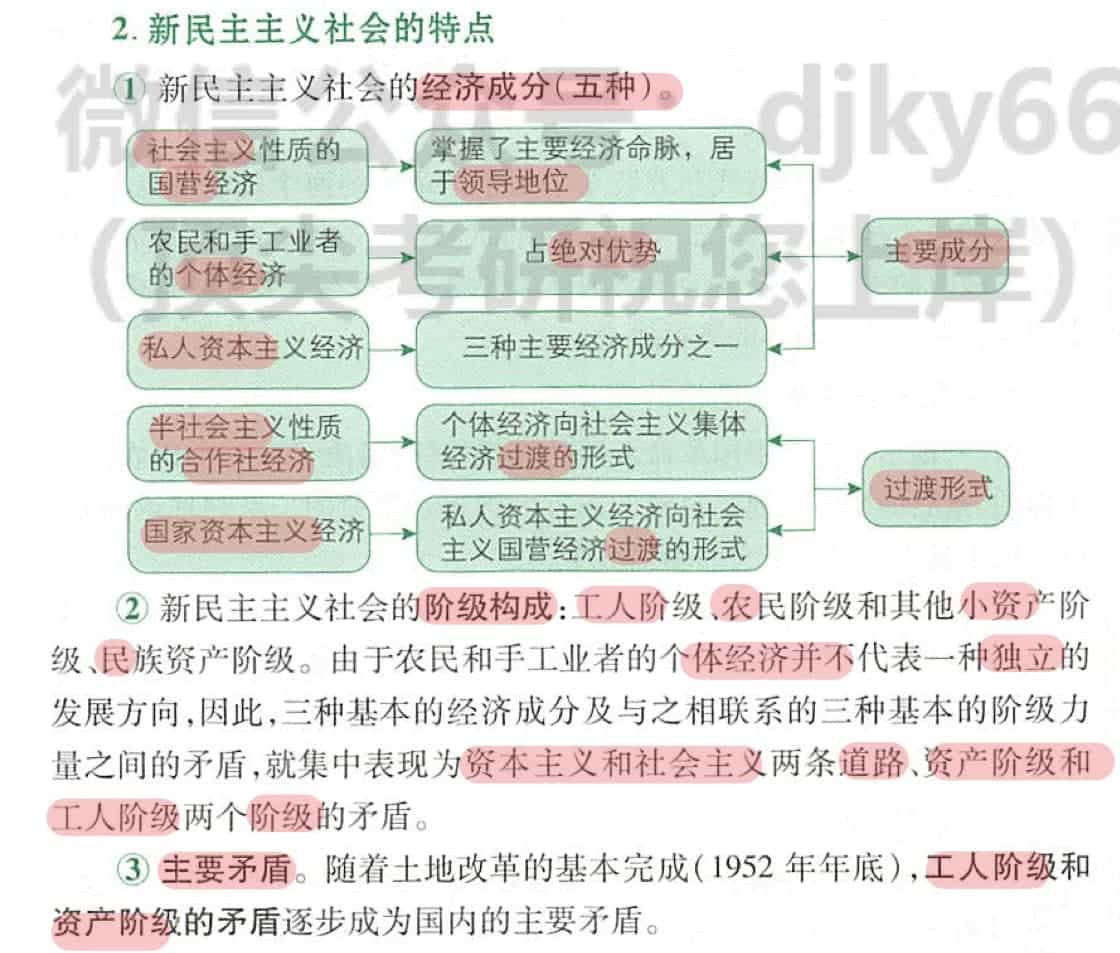 2. 新民主主义社会的特点
① 新民主主义社会的经济成分(五种)。
社会主义性质的
国营经济
掌握了主要经济命脉，居
于领导地位
农民和手工业者
的个体经济
占绝对优势
主要成分
私人资本主义经济
三种主要经济成分之一
半社会主义性质
的合作社经济
个体经济向社会主义集体
经济过渡的形式
过渡形式
国家资本主义经济
私人资本主义经济向社会
主义国营经济过渡的形式
② 新民主主义社会的阶级构成:工人阶级、农民阶级和其他小资产阶
级、民族资产阶级。由于农民和手工业者的个体经济并不代表一种独立的
发展方向,因此,三种基本的经济成分及与之相联系的三种基本的阶级力
量之间的矛盾,就集中表现为资本主义和社会主义两条道路、资产阶级和
工人阶级两个阶级的矛盾。
③ 主要矛盾。随着土地改革的基本完成(1952 年年底),工人阶级和
资产阶级的矛盾逐步成为国内的主要矛盾。
微信公众号 djky66
(顶尖考研祝您上岸)